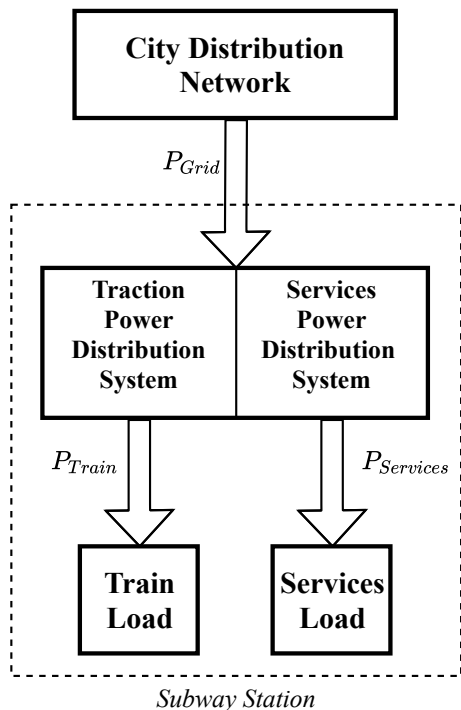 City Distribution
Network
P_Grid
Traction
Power
Distribution
System
Services
Power
Distribution
System
P_Train
P_Services
Train
Load
Services
Load
Subway Station